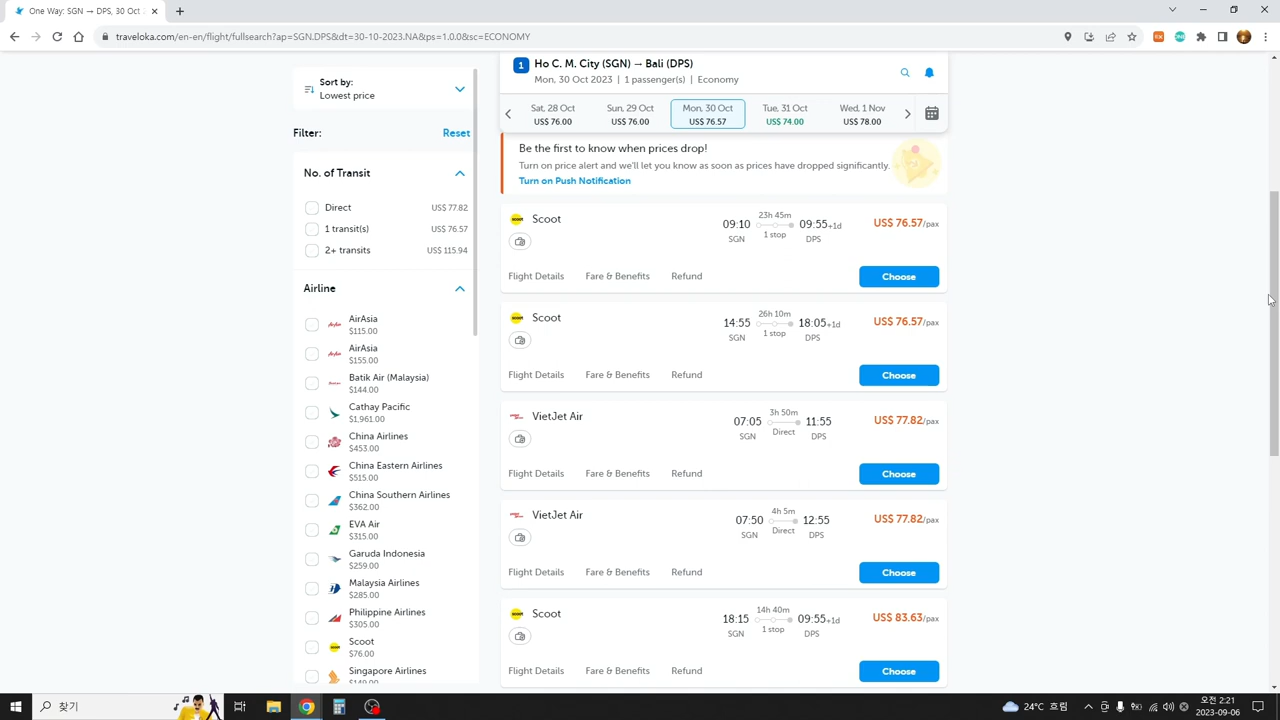 One Way: SGN → DPS, 30 Oct 2
traveloka.com/en-en/flight/fullsearch?ap=SGN.DPS&dt=30-10-2023.NA&ps=1.0.0&sc=ECONOMY
Sort by:
Lowest price
Filter:
Reset
No. of Transit
Direct US$ 77.82
1 transit(s) US$ 76.57
2+ transits US$ 115.94
Airline
AirAsia
$115.00
AirAsia
$155.00
Batik Air (Malaysia)
$144.00
Cathay Pacific
$1,961.00
China Airlines
$453.00
China Eastern Airlines
$515.00
China Southern Airlines
$362.00
EVA Air
$315.00
Garuda Indonesia
$259.00
Malaysia Airlines
$285.00
Philippine Airlines
$305.00
Scoot
$76.00
Singapore Airlines
$149.00
1 Ho C. M. City (SGN) → Bali (DPS)
Mon, 30 Oct 2023 | 1 passenger(s) | Economy
Sat, 28 Oct Sun, 29 Oct Mon, 30 Oct Tue, 31 Oct Wed, 1 Nov
US$ 76.00 US$ 76.00 US$ 76.57 US$ 74.00 US$ 78.00
Be the first to know when prices drop!
Turn on price alert and we'll let you know as soon as prices have dropped significantly.
Turn on Push Notification
Scoot 09:10 23h 45m 09:55+1d US$ 76.57/pax
SGN 1 stop DPS
Flight Details Fare & Benefits Refund Choose
Scoot 14:55 26h 10m 18:05+1d US$ 76.57/pax
SGN 1 stop DPS
Flight Details Fare & Benefits Refund Choose
VietJet Air 07:05 3h 50m 11:55 US$ 77.82/pax
SGN Direct DPS
Flight Details Fare & Benefits Refund Choose
VietJet Air 07:50 4h 5m 12:55 US$ 77.82/pax
SGN Direct DPS
Flight Details Fare & Benefits Refund Choose
Scoot 18:15 14h 40m 09:55+1d US$ 83.63/pax
SGN 1 stop DPS
Flight Details Fare & Benefits Refund Choose
찾기
24°C 흐림
오전 2:21
2023-09-06